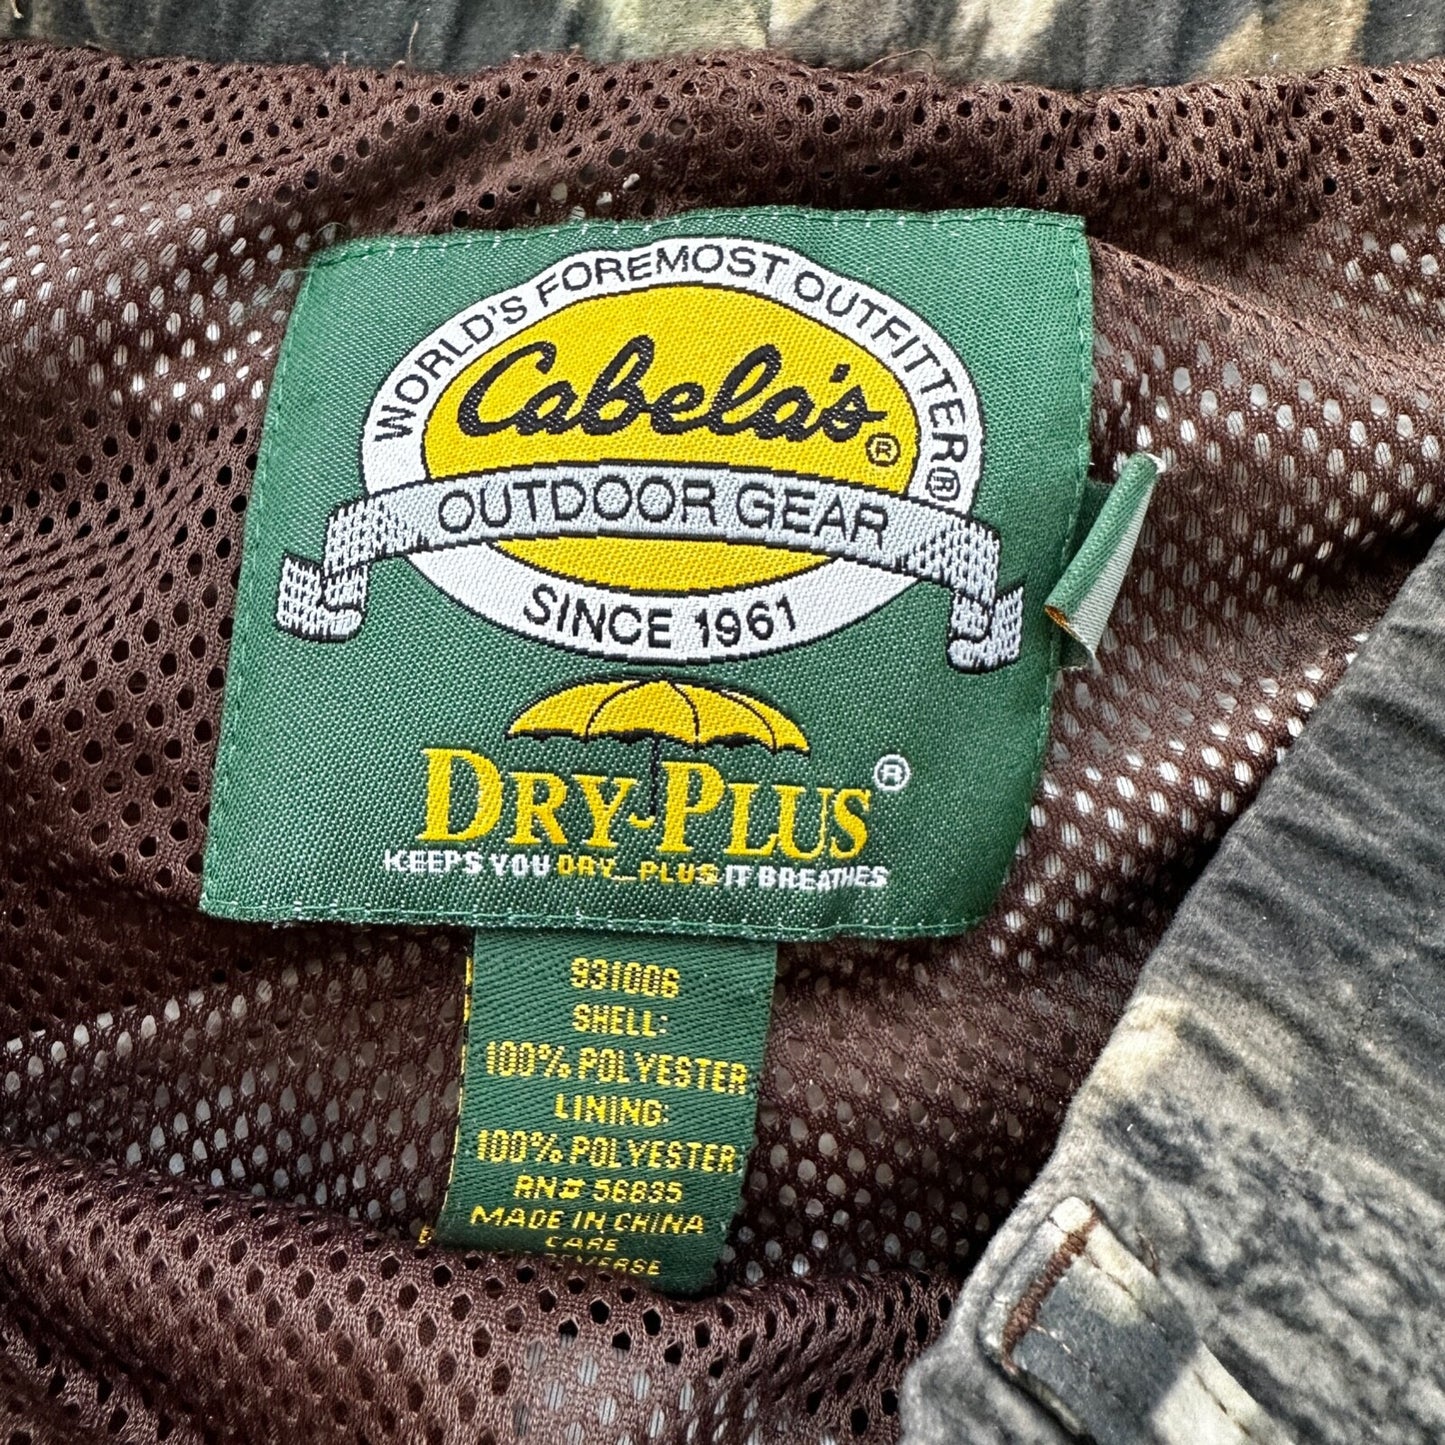 WORLD'S FOREMOST OUTFITTER®
Cabela's®
OUTDOOR GEAR
SINCE 1961
DRY-PLUS®
KEEPS YOU DRY_PLUS IT BREATHES
931006
SHELL:
100% POLYESTER
LINING:
100% POLYESTER
RN# 56835
MADE IN CHINA
CARE